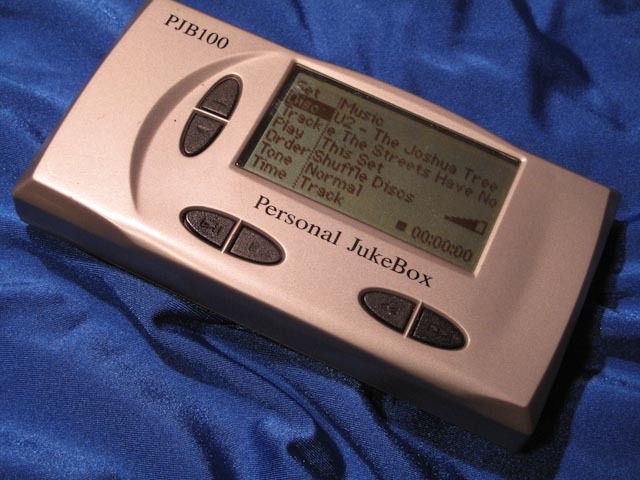 PJB100
Set Music
Disc U2 - The Joshua Tree
Track e The Streets Have No
Play This Set
Order Shuffle Discs
Tone Normal
Time Track
00:00:00
Personal JukeBox